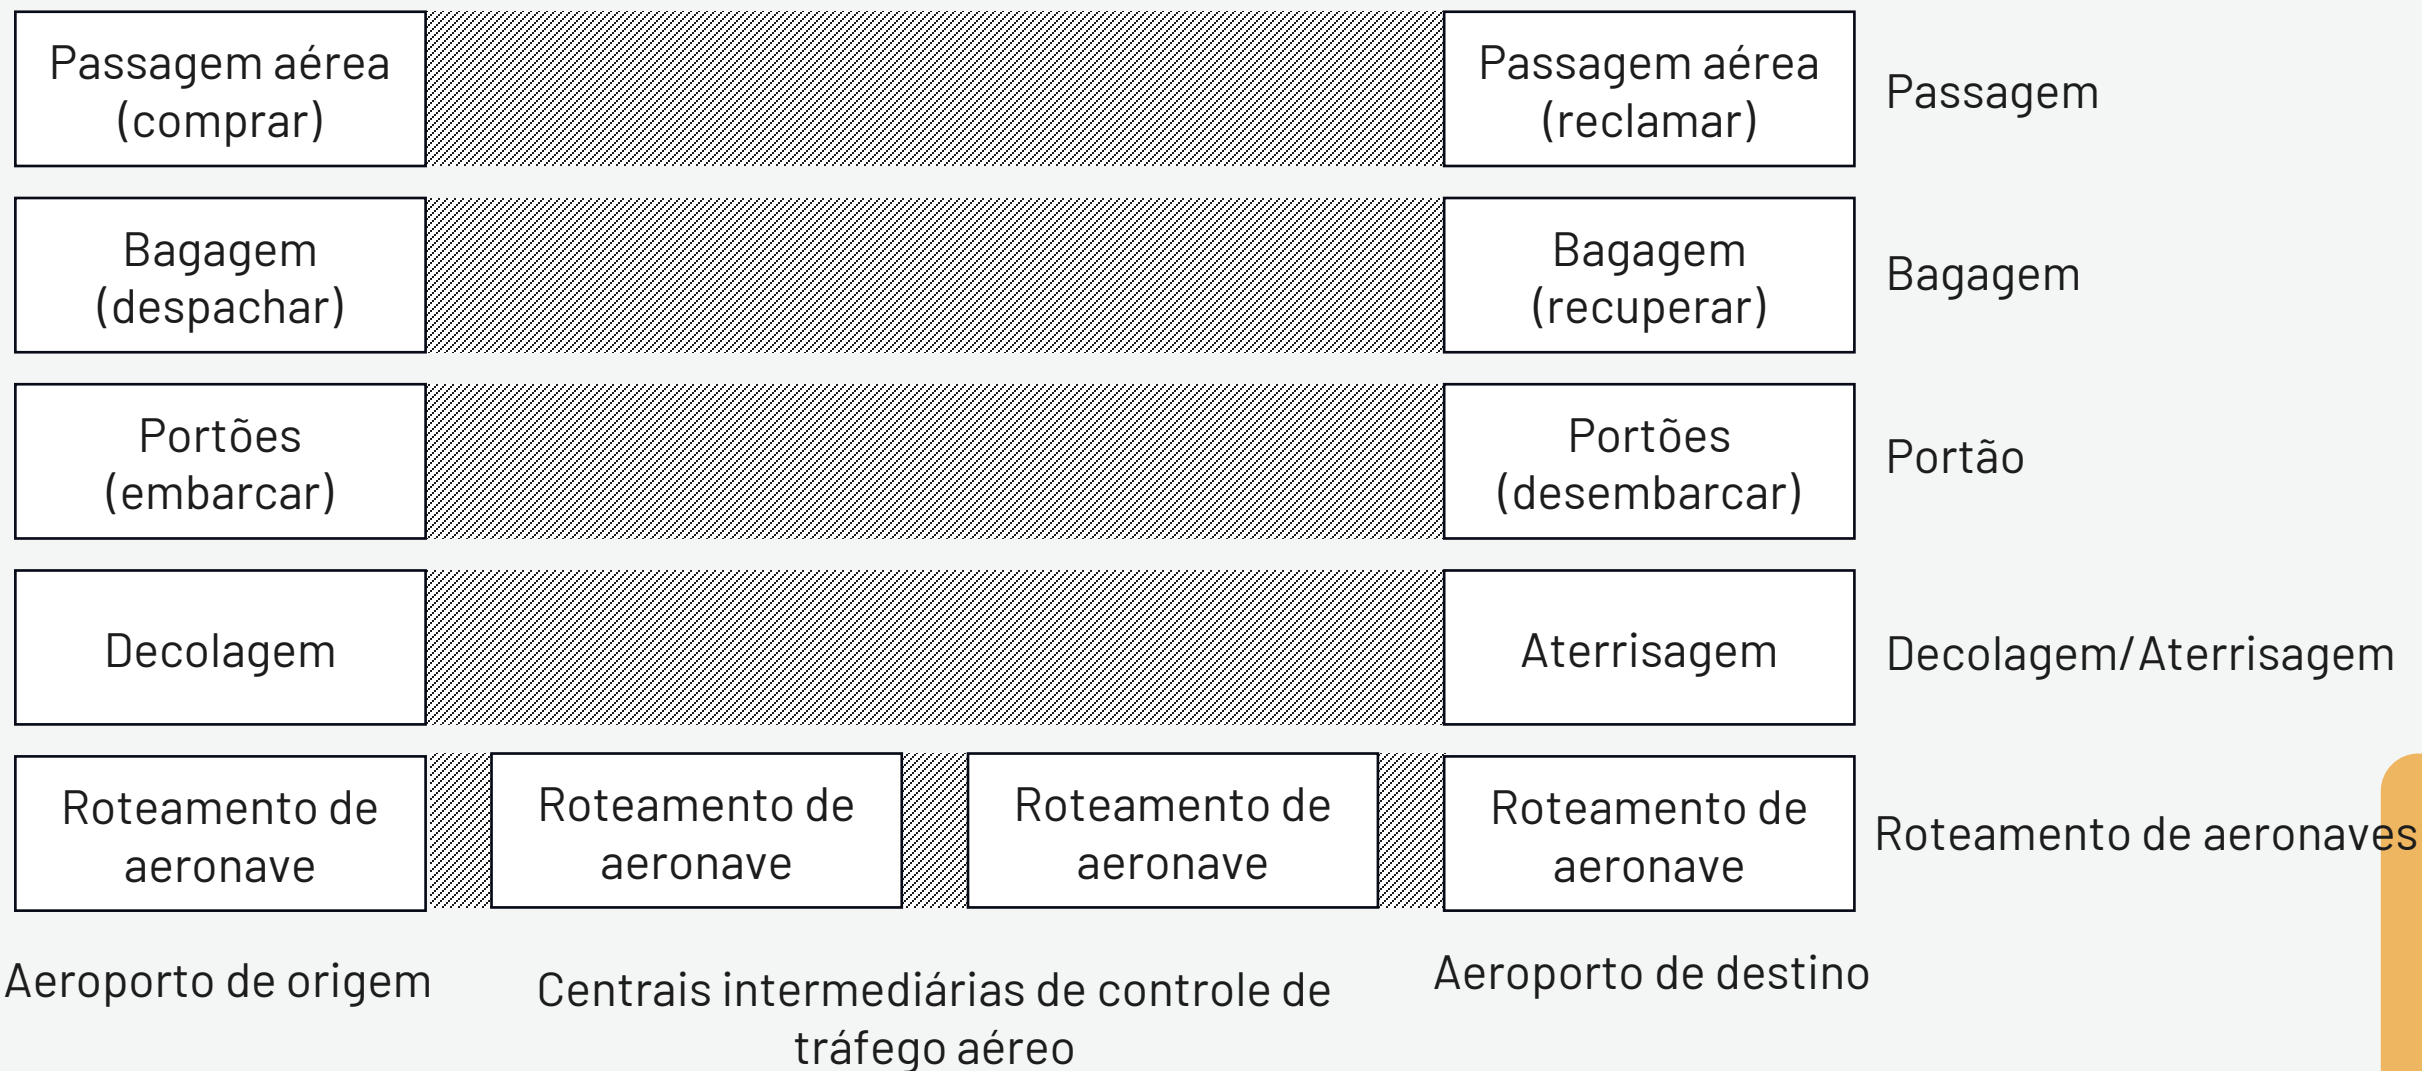 Passagem aérea
(comprar)
Passagem aérea
(reclamar)
Passagem
Bagagem
(despachar)
Bagagem
(recuperar)
Bagagem
Portões
(embarcar)
Portões
(desembarcar)
Portão
Decolagem
Aterrisagem
Decolagem/Aterrisagem
Roteamento de
aeronave
Roteamento de
aeronave
Roteamento de
aeronave
Roteamento de
aeronave
Roteamento de aeronaves
Aeroporto de origem
Centrais intermediárias de controle de
tráfego aéreo
Aeroporto de destino